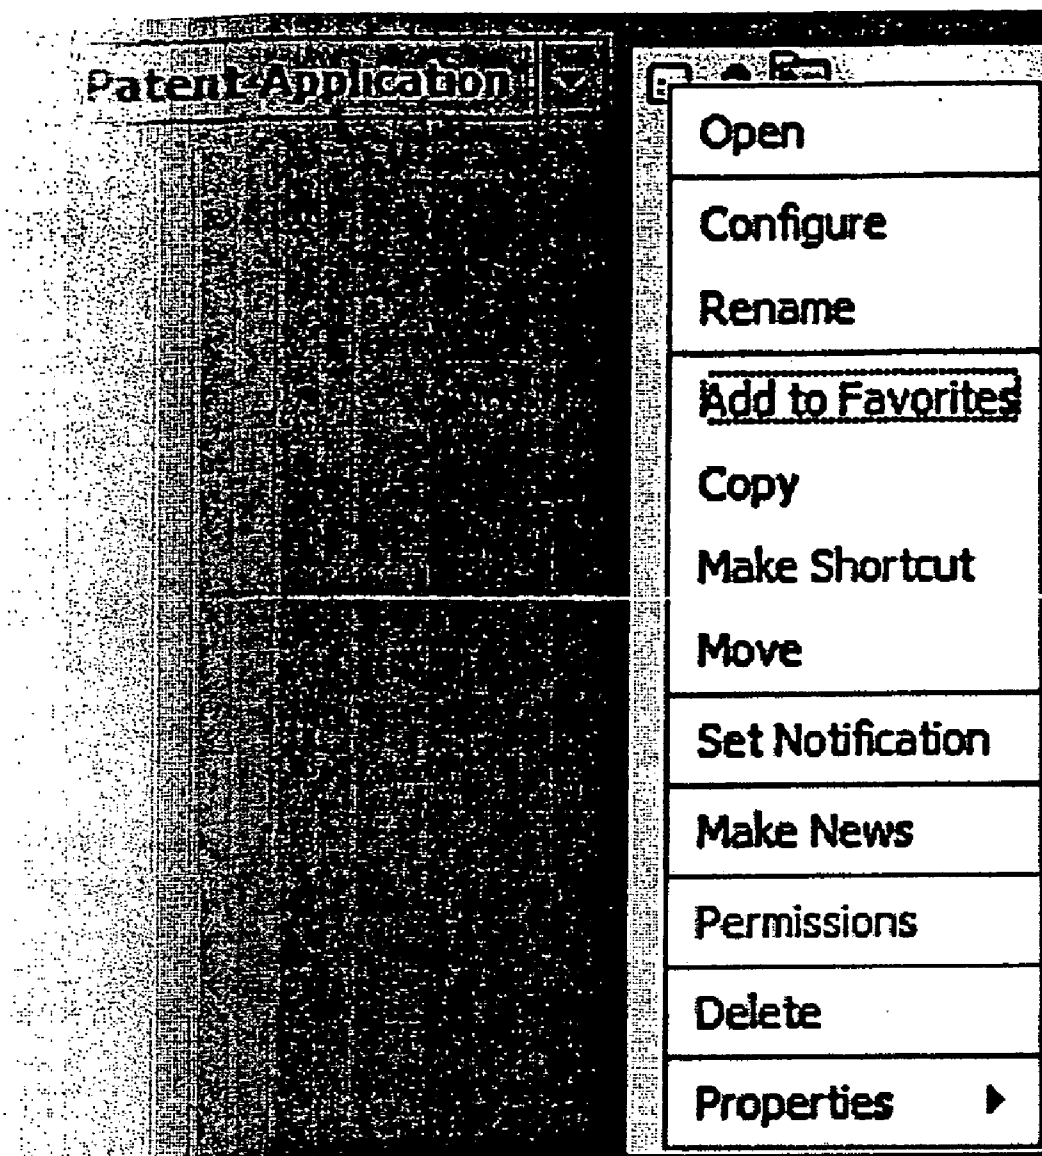 Patent Application
Open
Configure
Rename
Add to Favorites
Copy
Make Shortcut
Move
Set Notification
Make News
Permissions
Delete
Properties